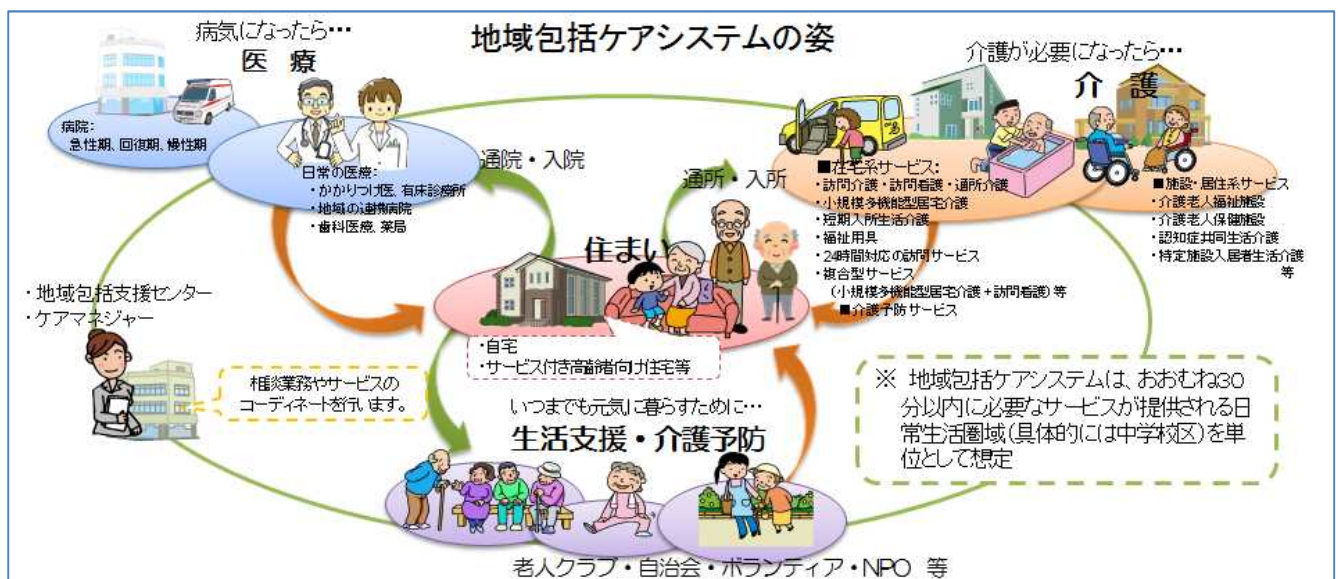 地域包括ケアシステムの姿
病気になったら…
医 療
病院:
急性期、回復期、慢性期
日常の医療:
・かかりつけ医、有床診療所
・地域の連携病院
・歯科医療、薬局
通院・入院
通所・入所
介護が必要になったら…
介 護
■在宅系サービス:
・訪問介護・訪問看護・通所介護
・小規模多機能型居宅介護
・短期入所生活介護
・福祉用具
・24時間対応の訪問サービス
・複合型サービス
(小規模多機能型居宅介護+訪問看護)等
■介護予防サービス
■施設・居住系サービス
・介護老人福祉施設
・介護老人保健施設
・認知症共同生活介護
・特定施設入居者生活介護
等
住まい
・自宅
・サービス付き高齢者向け住宅等
・地域包括支援センター
・ケアマネジャー
相談業務やサービスの
コーディネートを行います。
いつまでも元気に暮らすために…
生活支援・介護予防
老人クラブ・自治会・ボランティア・NPO 等
※ 地域包括ケアシステムは、おおむね30
分以内に必要なサービスが提供される日
常生活圏域(具体的には中学校区)を単
位として想定